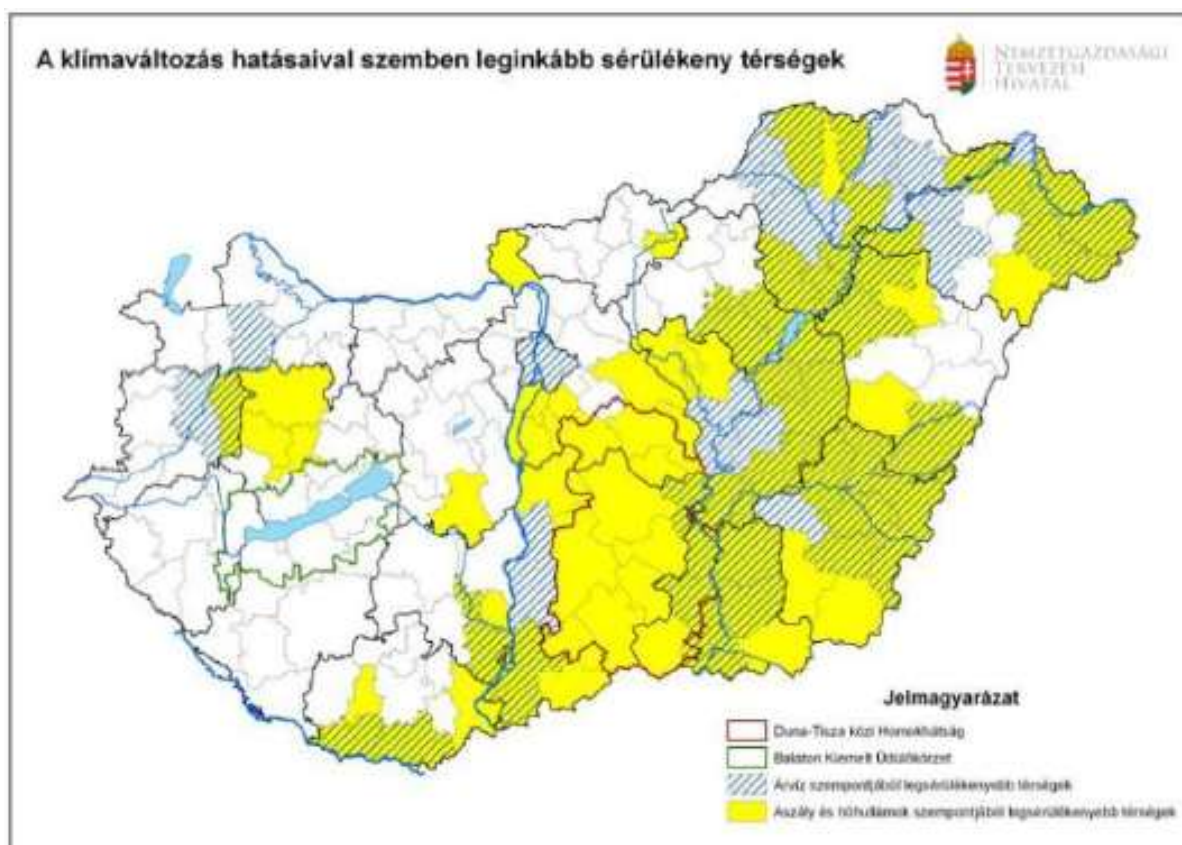 A klímaváltozás hatásaival szemben leginkább sérülékeny térségek
NEMZETGAZDASÁGI
TERVEZÉSI
HIVATAL
Jelmagyarázat
Duna-Tisza közi Homokhátság
Balaton Kiemelt Üdülőkörzet
Árvíz szempontjából legsérülékenyebb térségek
Aszály és hőhullámok szempontjából legsérülékenyebb térségek